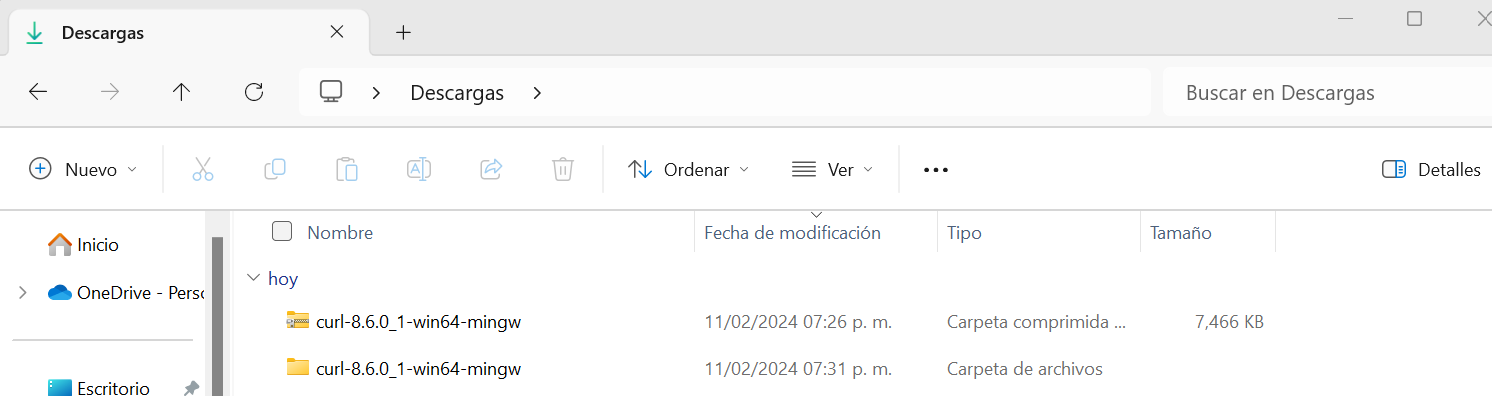 Descargas
Descargas
Buscar en Descargas
Nuevo
Ordenar
Ver
Detalles
Inicio
OneDrive - Perso
Escritorio
Nombre
Fecha de modificación
Tipo
Tamaño
hoy
curl-8.6.0_1-win64-mingw 11/02/2024 07:26 p. m. Carpeta comprimida ... 7,466 KB
curl-8.6.0_1-win64-mingw 11/02/2024 07:31 p. m. Carpeta de archivos